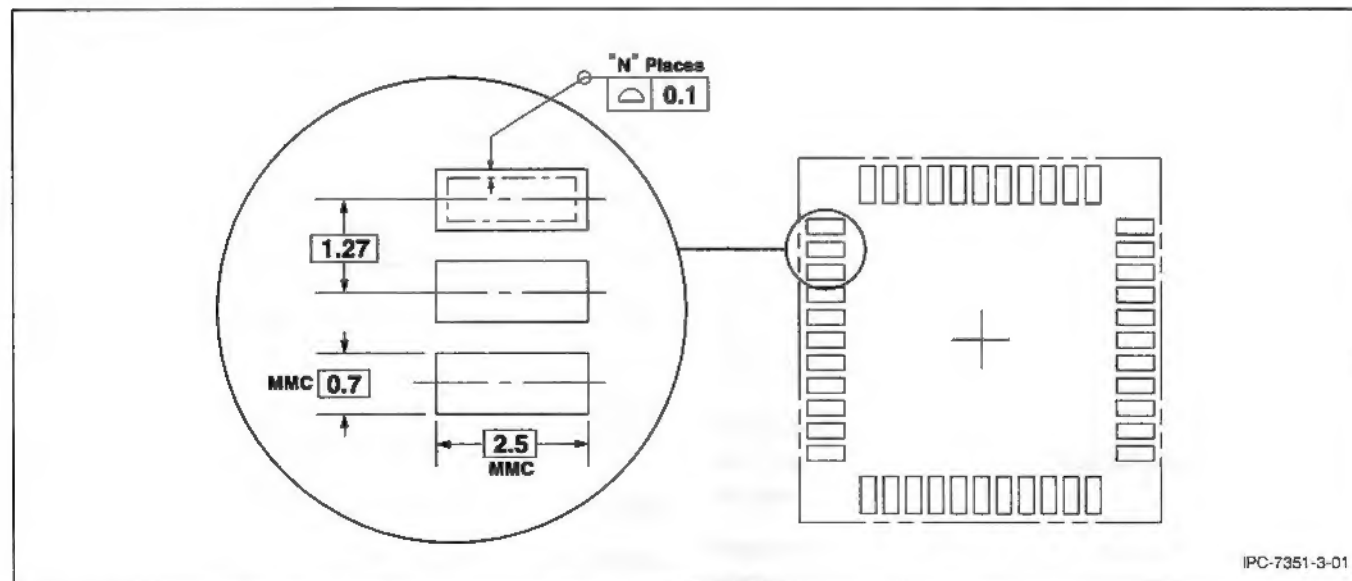 "N" Places
0.1
1.27
MMC 0.7
2.5
MMC
IPC-7351-3-01